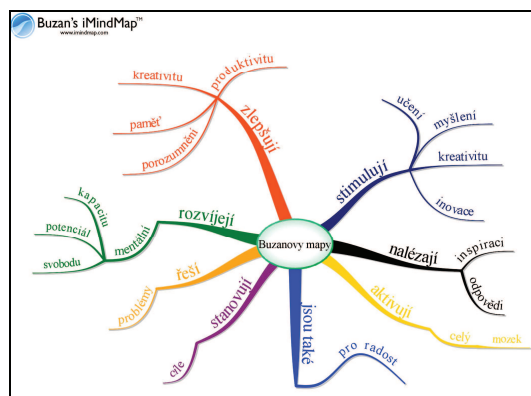 Buzan's iMindMap™
www.imindmap.com
Buzanovy mapy
zlepšují
produktivitu
kreativitu
paměť
porozumnění
stimulují
učení
myšlení
kreativitu
inovace
nalézají
inspiraci
odpovědi
aktivují
celý
mozek
jsou také
pro radost
stanovují
cíle
řeší
problémy
rozvíjejí
mentální
kapacitu
potenciál
svobodu